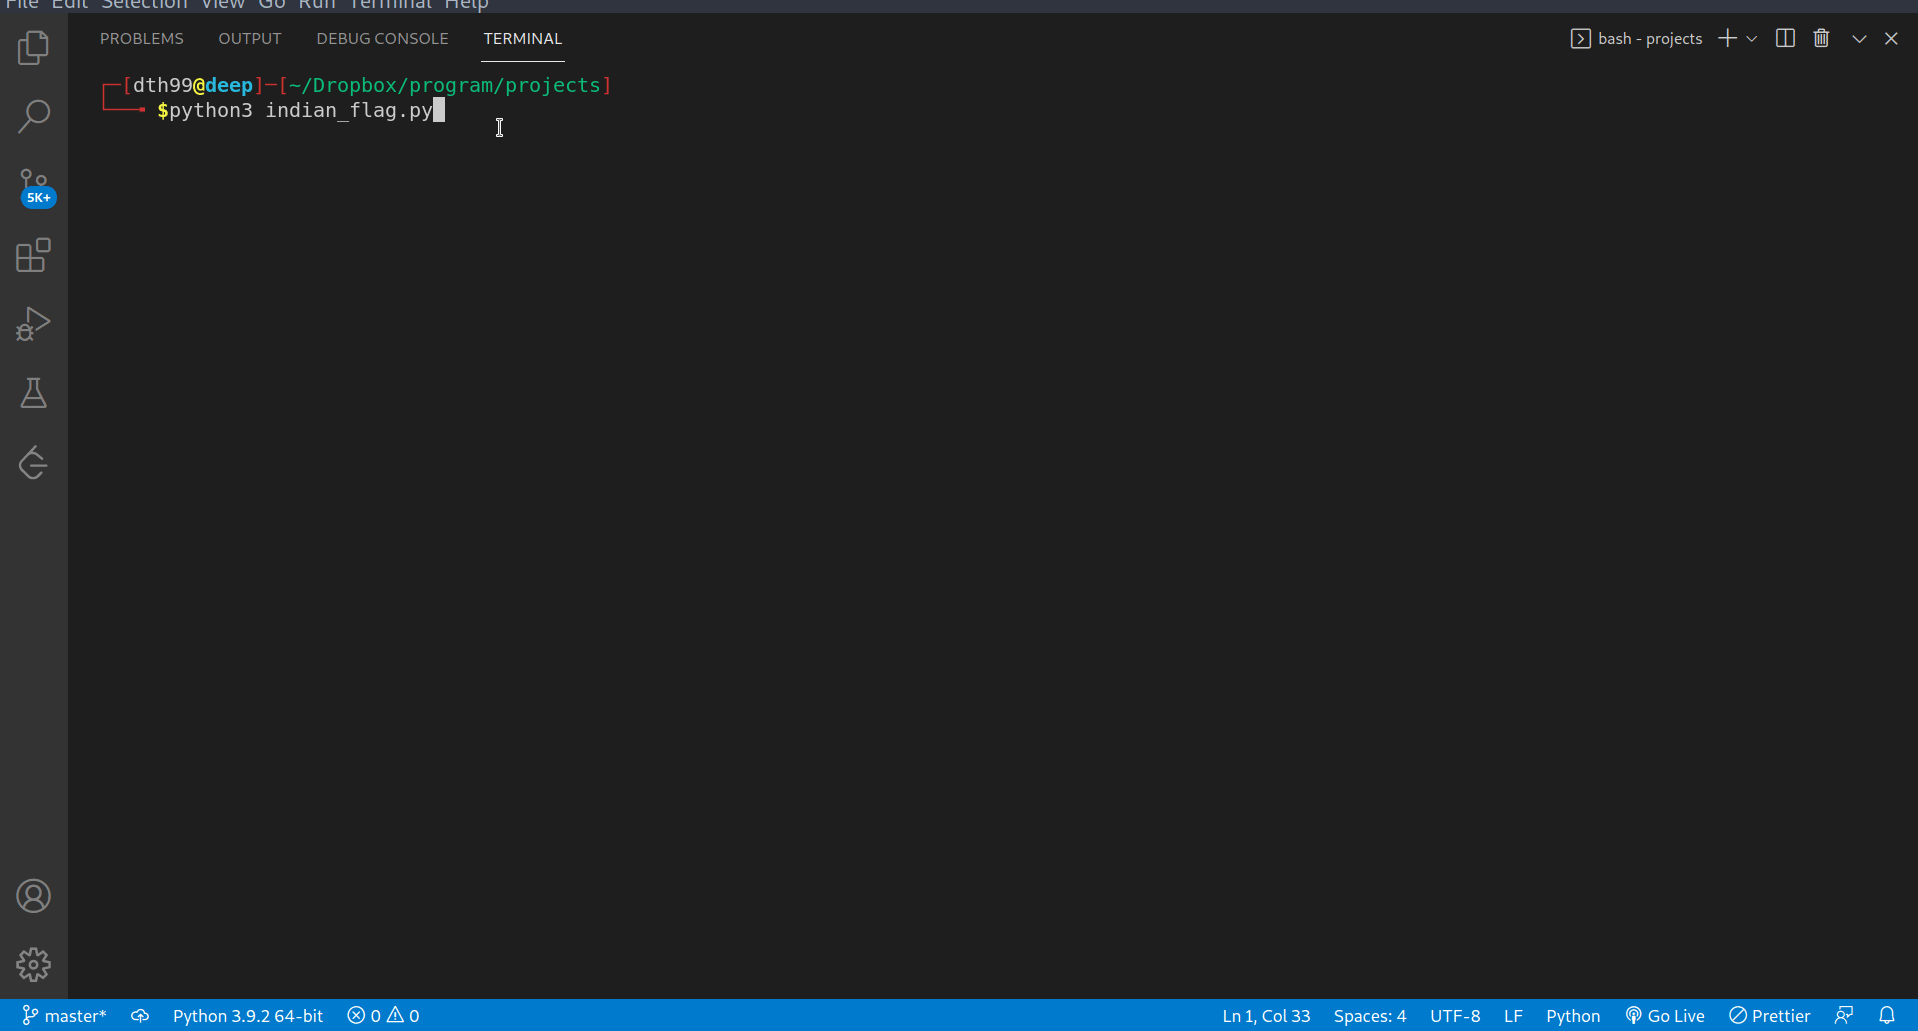 File Edit Selection View Go Run Terminal Help
PROBLEMS OUTPUT DEBUG CONSOLE TERMINAL bash - projects
[dth99@deep]─[~/Dropbox/program/projects]
$python3 indian_flag.py
5K+
master* Python 3.9.2 64-bit 0 0 Ln 1, Col 33 Spaces: 4 UTF-8 LF Python Go Live Prettier